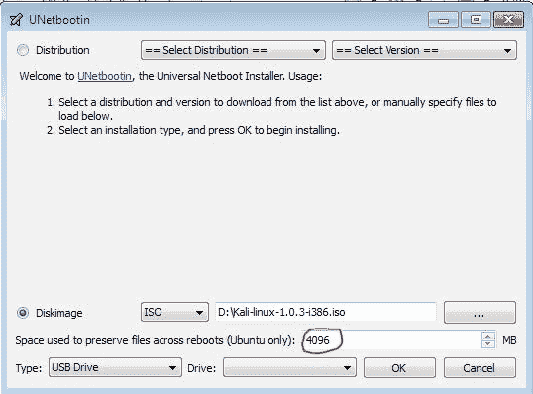 UNetbootin
Distribution
== Select Distribution ==
== Select Version ==
Welcome to UNetbootin, the Universal Netboot Installer. Usage:
1 Select a distribution and version to download from the list above, or manually specify files to
load below.
2 Select an installation type, and press OK to begin installing.
Diskimage
ISC
D:\Kali-linux-1.0.3-i386.iso
...
Space used to preserve files across reboots (Ubuntu only):
4096
MB
Type:
USB Drive
Drive:
OK
Cancel